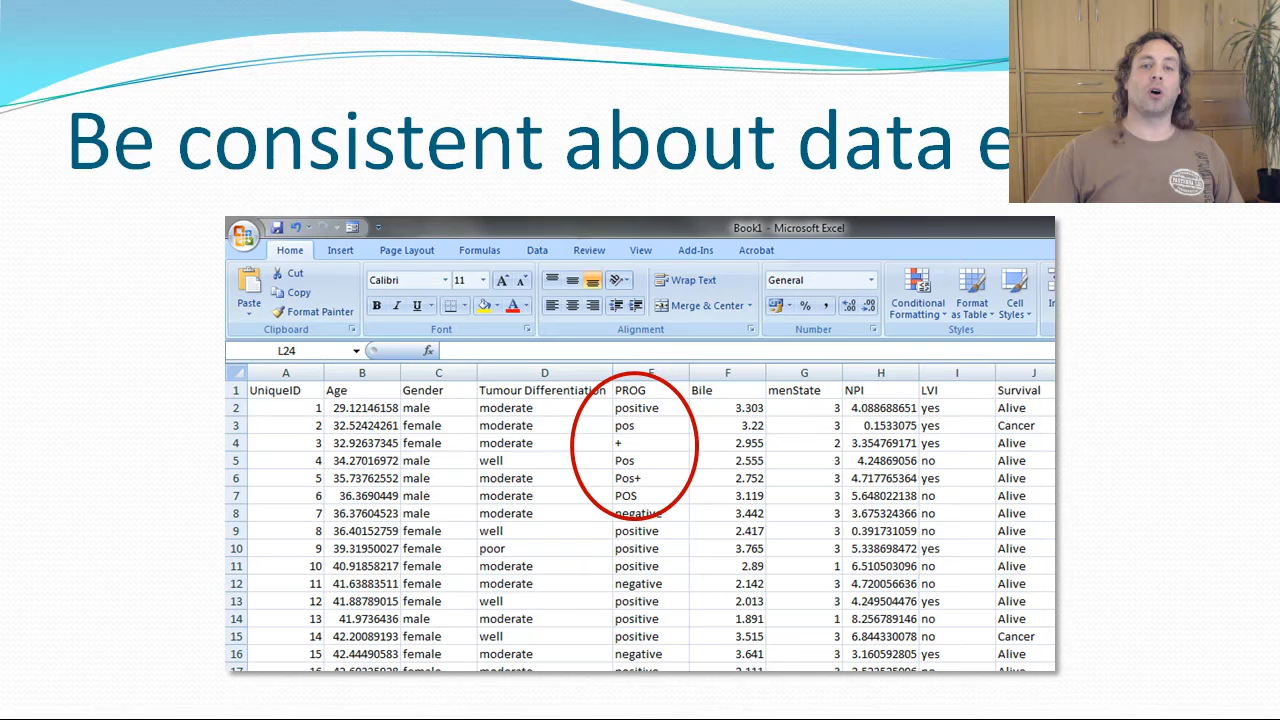 Be consistent about data e
Book1 - Microsoft Excel
Home Insert Page Layout Formulas Data Review View Add-Ins Acrobat
Paste
Cut
Copy
Format Painter
Calibri 11
B I U
Wrap Text
Merge & Center
General
Conditional Formatting
Format as Table
Cell Styles
Clipboard Font Alignment Number Styles
L24 fx
A B C D E F G H I J
1 UniqueID Age Gender Tumour Differentiation PROG Bile menState NPI LVI Survival
2 1 29.12146158 male moderate positive 3.303 3 4.088688651 yes Alive
3 2 32.52424261 female moderate pos 3.22 3 0.1533075 yes Cancer
4 3 32.92637345 female moderate + 2.955 2 3.354769171 yes Alive
5 4 34.27016972 male well Pos 2.555 3 4.24869056 no Alive
6 5 35.73762552 male moderate Pos+ 2.752 3 4.717765364 yes Alive
7 6 36.3690449 male moderate POS 3.119 3 5.648022138 no Alive
8 7 36.37604523 male moderate negative 3.442 3 3.675324366 no Alive
9 8 36.40152759 female well positive 2.417 3 0.391731059 no Alive
10 9 39.31950027 female poor positive 3.765 3 5.338698472 yes Alive
11 10 40.91858217 female moderate positive 2.89 1 6.510503096 no Alive
12 11 41.63883511 female moderate negative 2.142 3 4.720056636 no Alive
13 12 41.88789015 female well positive 2.013 3 4.249504476 yes Alive
14 13 41.9736436 male moderate positive 1.891 1 8.256789146 no Alive
15 14 42.20089193 female well positive 3.515 3 6.844330078 no Cancer
16 15 42.44490583 female moderate negative 3.641 3 3.160592805 yes Alive